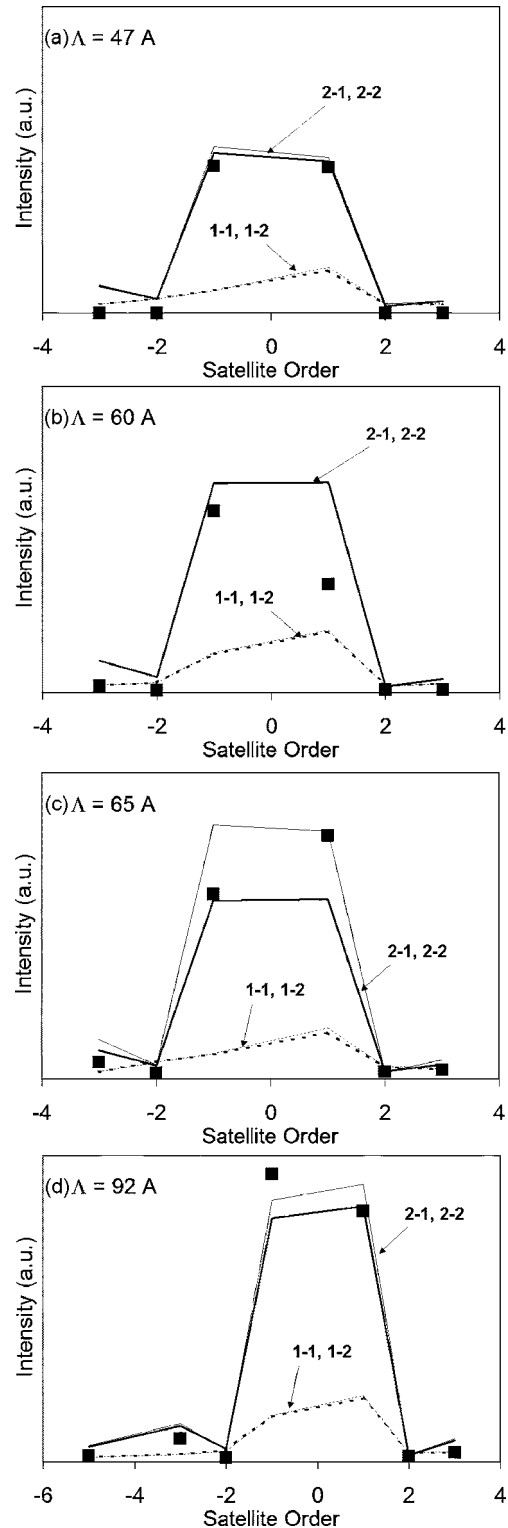 (a) Λ = 47 A
2-1, 2-2
1-1, 1-2
Intensity (a.u.)
-4 -2 0 2 4
Satellite Order
(b) Λ = 60 A
2-1, 2-2
1-1, 1-2
Intensity (a.u.)
-4 -2 0 2 4
Satellite Order
(c) Λ = 65 A
2-1, 2-2
1-1, 1-2
Intensity (a.u.)
-4 -2 0 2 4
Satellite Order
(d) Λ = 92 A
2-1, 2-2
1-1, 1-2
Intensity (a.u.)
-6 -4 -2 0 2 4
Satellite Order